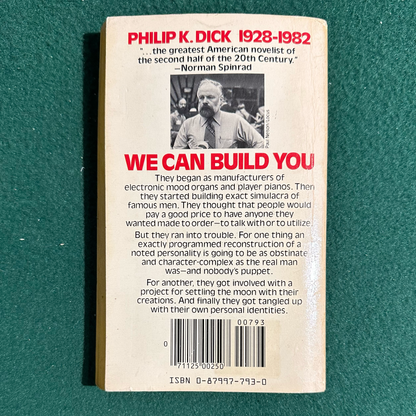 PHILIP K. DICK 1928-1982
"...the greatest American novelist of
the second half of the 20th Century."
—Norman Spinrad
Paul Nelson/Locus
WE CAN BUILD YOU
They began as manufacturers of
electronic mood organs and player pianos. Then
they started building exact simulacra of
famous men. They thought that people would
pay a good price to have anyone they
wanted made to order—to talk with or to utilize.
But they ran into trouble. For one thing an
exactly programmed reconstruction of a
noted personality is going to be as obstinate
and character-complex as the real man
was—and nobody's puppet.
For another, they got involved with a
project for settling the moon with their
creations. And finally they got tangled up
with their own personal identities.
00793
0
71125 00250
ISBN 0-87997-793-0